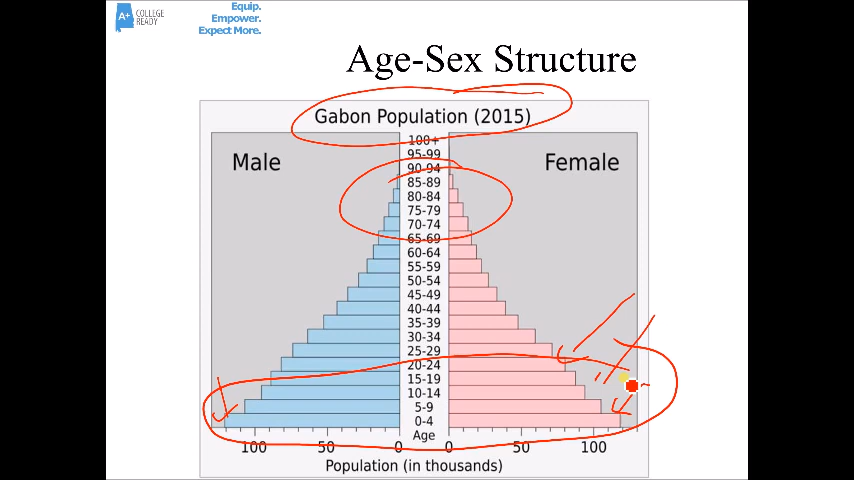 A+ COLLEGE
READY
Equip.
Empower.
Expect More.
Age-Sex Structure
Gabon Population (2015)
Male
Female
100+
95-99
90-94
85-89
80-84
75-79
70-74
65-69
60-64
55-59
50-54
45-49
40-44
35-39
30-34
25-29
20-24
15-19
10-14
5-9
0-4
Age
100 50 0 0 50 100
Population (in thousands)